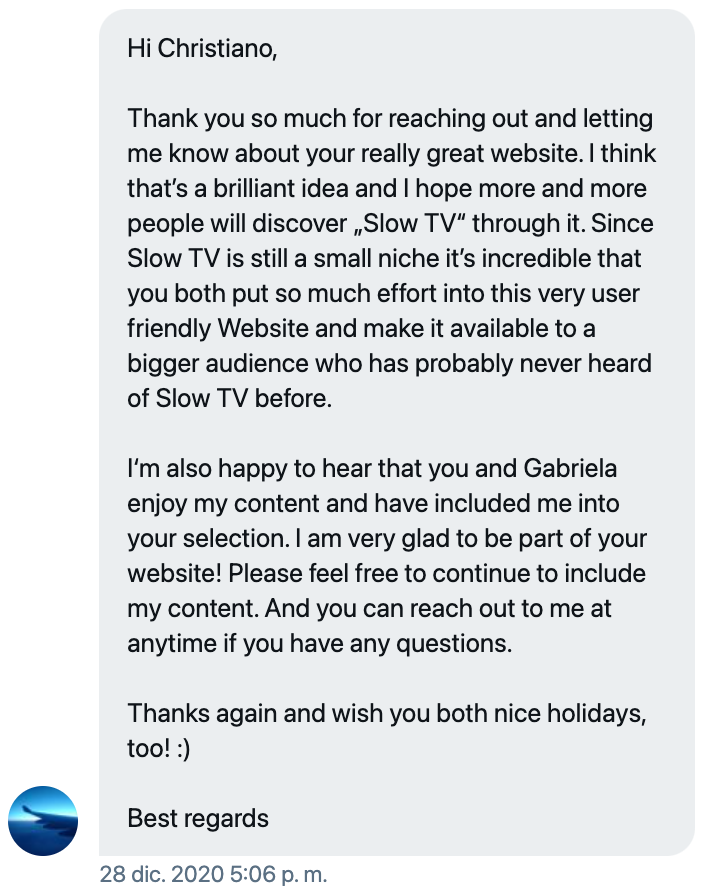 Hi Christiano,
Thank you so much for reaching out and letting
me know about your really great website. I think
that’s a brilliant idea and I hope more and more
people will discover „Slow TV“ through it. Since
Slow TV is still a small niche it’s incredible that
you both put so much effort into this very user
friendly Website and make it available to a
bigger audience who has probably never heard
of Slow TV before.
I‘m also happy to hear that you and Gabriela
enjoy my content and have included me into
your selection. I am very glad to be part of your
website! Please feel free to continue to include
my content. And you can reach out to me at
anytime if you have any questions.
Thanks again and wish you both nice holidays,
too! :)
Best regards
28 dic. 2020 5:06 p. m.